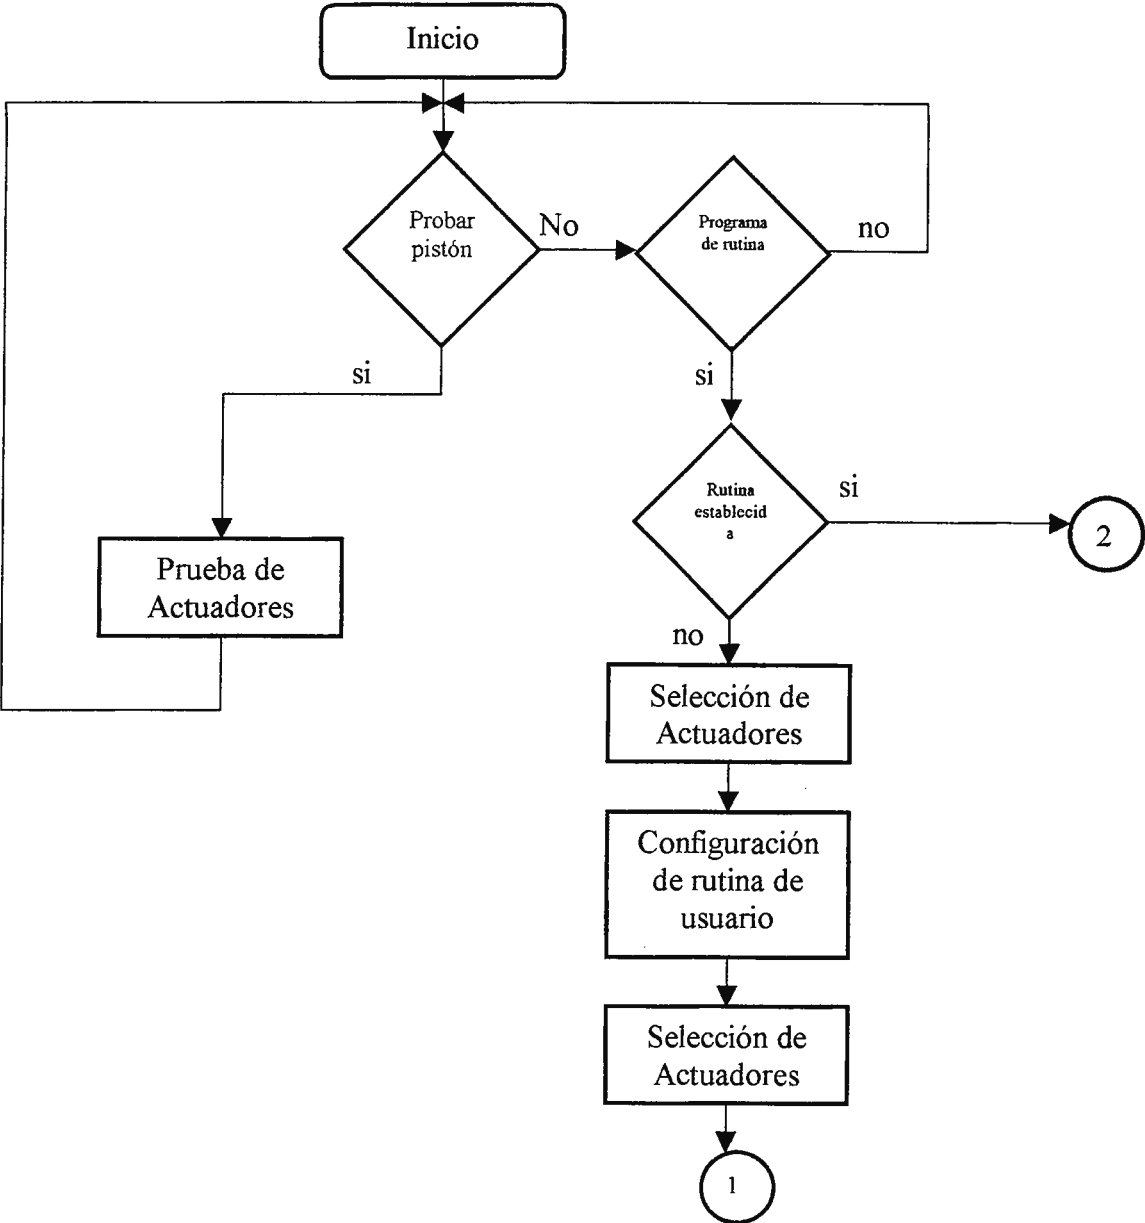 Inicio
Probar
pistón
No
Programa
de rutina
no
si
si
Rutina
establecid
a
si
2
Prueba de
Actuadores
no
Selección de
Actuadores
Configuración
de rutina de
usuario
Selección de
Actuadores
1